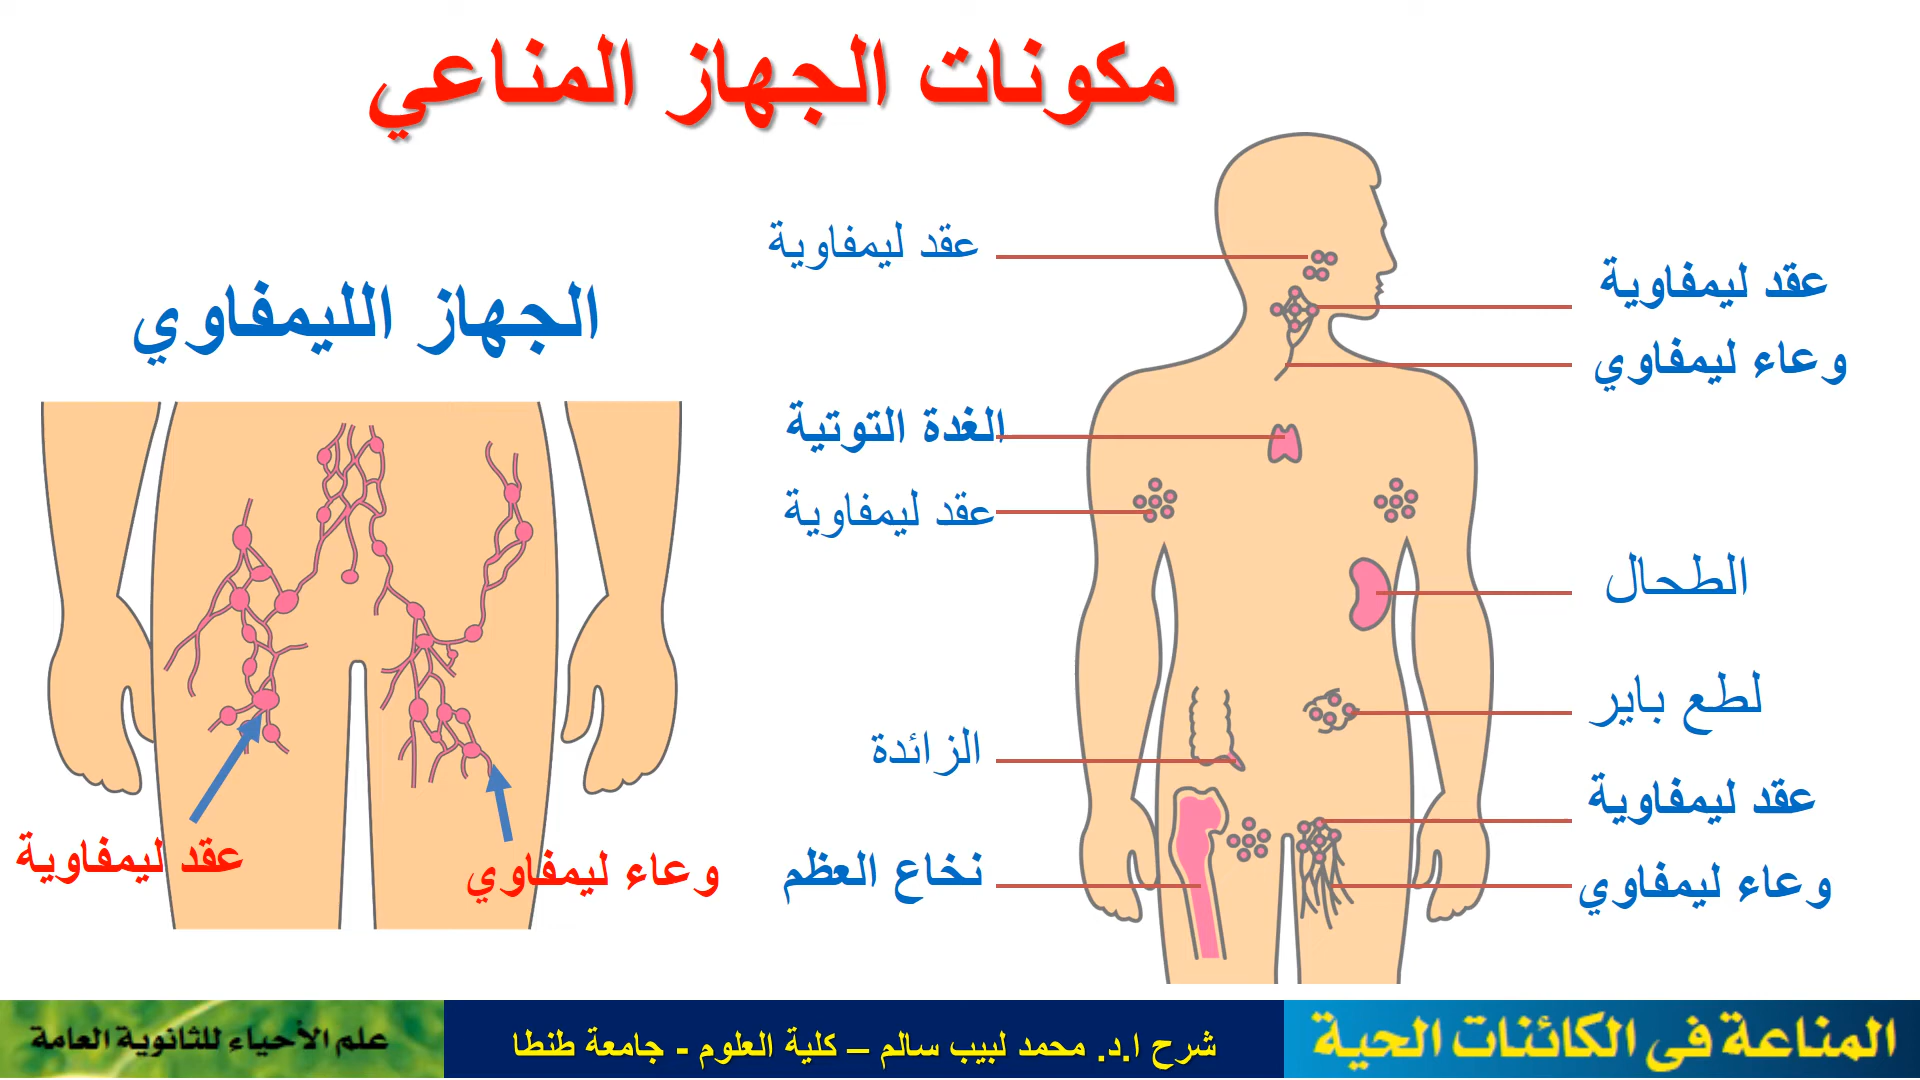 مكونات الجهاز المناعي
عقد ليمفاوية
وعاء ليمفاوي
الطحال
لطع باير
عقد ليمفاوية
وعاء ليمفاوي
عقد ليمفاوية
الغدة التوتية
عقد ليمفاوية
الزائدة
نخاع العظم
الجهاز الليمفاوي
وعاء ليمفاوي
عقد ليمفاوية
المناعة فى الكائنات الحية
شرح ا.د. محمد لبيب سالم – كلية العلوم - جامعة طنطا
علم الأحياء للثانوية العامة